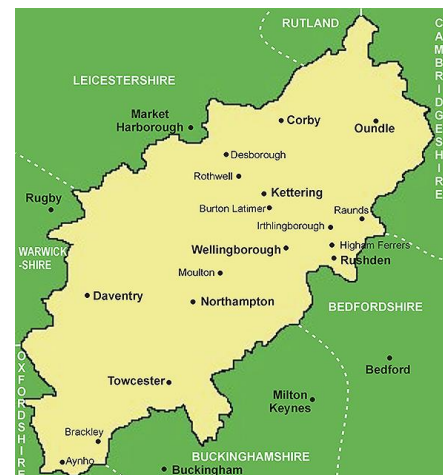 RUTLAND
CAMBRIDGESHIRE
LEICESTERSHIRE
Market
Harborough
Corby
Oundle
Desborough
Rothwell
Kettering
Rugby
Burton Latimer
Raunds
Irthlingborough
WARWICK
-SHIRE
Wellingborough
Higham Ferrers
Rushden
Moulton
Daventry
Northampton
BEDFORDSHIRE
OXFORDSHIRE
Bedford
Towcester
Milton
Keynes
Brackley
Aynho
BUCKINGHAMSHIRE
Buckingham